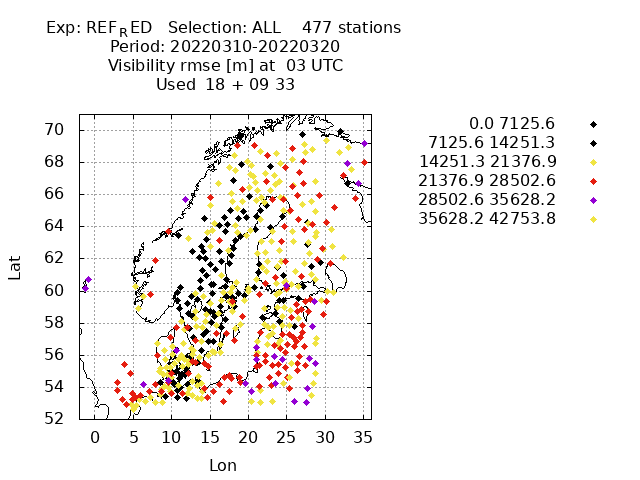 Exp: REF_RED Selection: ALL 477 stations
Period: 20220310-20220320
Visibility rmse [m] at 03 UTC
Used 18 + 09 33
70
68
66
64
62
60
58
56
54
52
Lat
0 5 10 15 20 25 30 35
Lon
0.0 7125.6
7125.6 14251.3
14251.3 21376.9
21376.9 28502.6
28502.6 35628.2
35628.2 42753.8